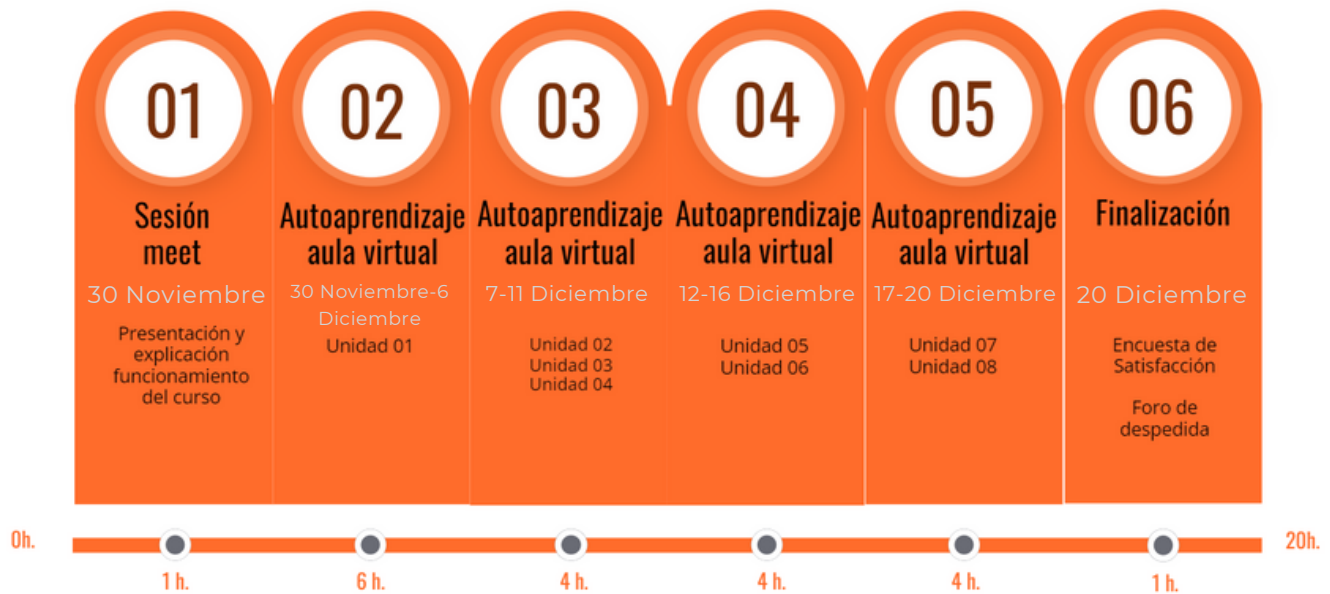 01
Sesión
meet
30 Noviembre
Presentación y
explicación
funcionamiento
del curso
02
Autoaprendizaje
aula virtual
30 Noviembre-6
Diciembre
Unidad 01
03
Autoaprendizaje
aula virtual
7-11 Diciembre
Unidad 02
Unidad 03
Unidad 04
04
Autoaprendizaje
aula virtual
12-16 Diciembre
Unidad 05
Unidad 06
05
Autoaprendizaje
aula virtual
17-20 Diciembre
Unidad 07
Unidad 08
06
Finalización
20 Diciembre
Encuesta de
Satisfacción
Foro de
despedida
0h.
20h.
1 h.
6 h.
4 h.
4 h.
4 h.
1 h.